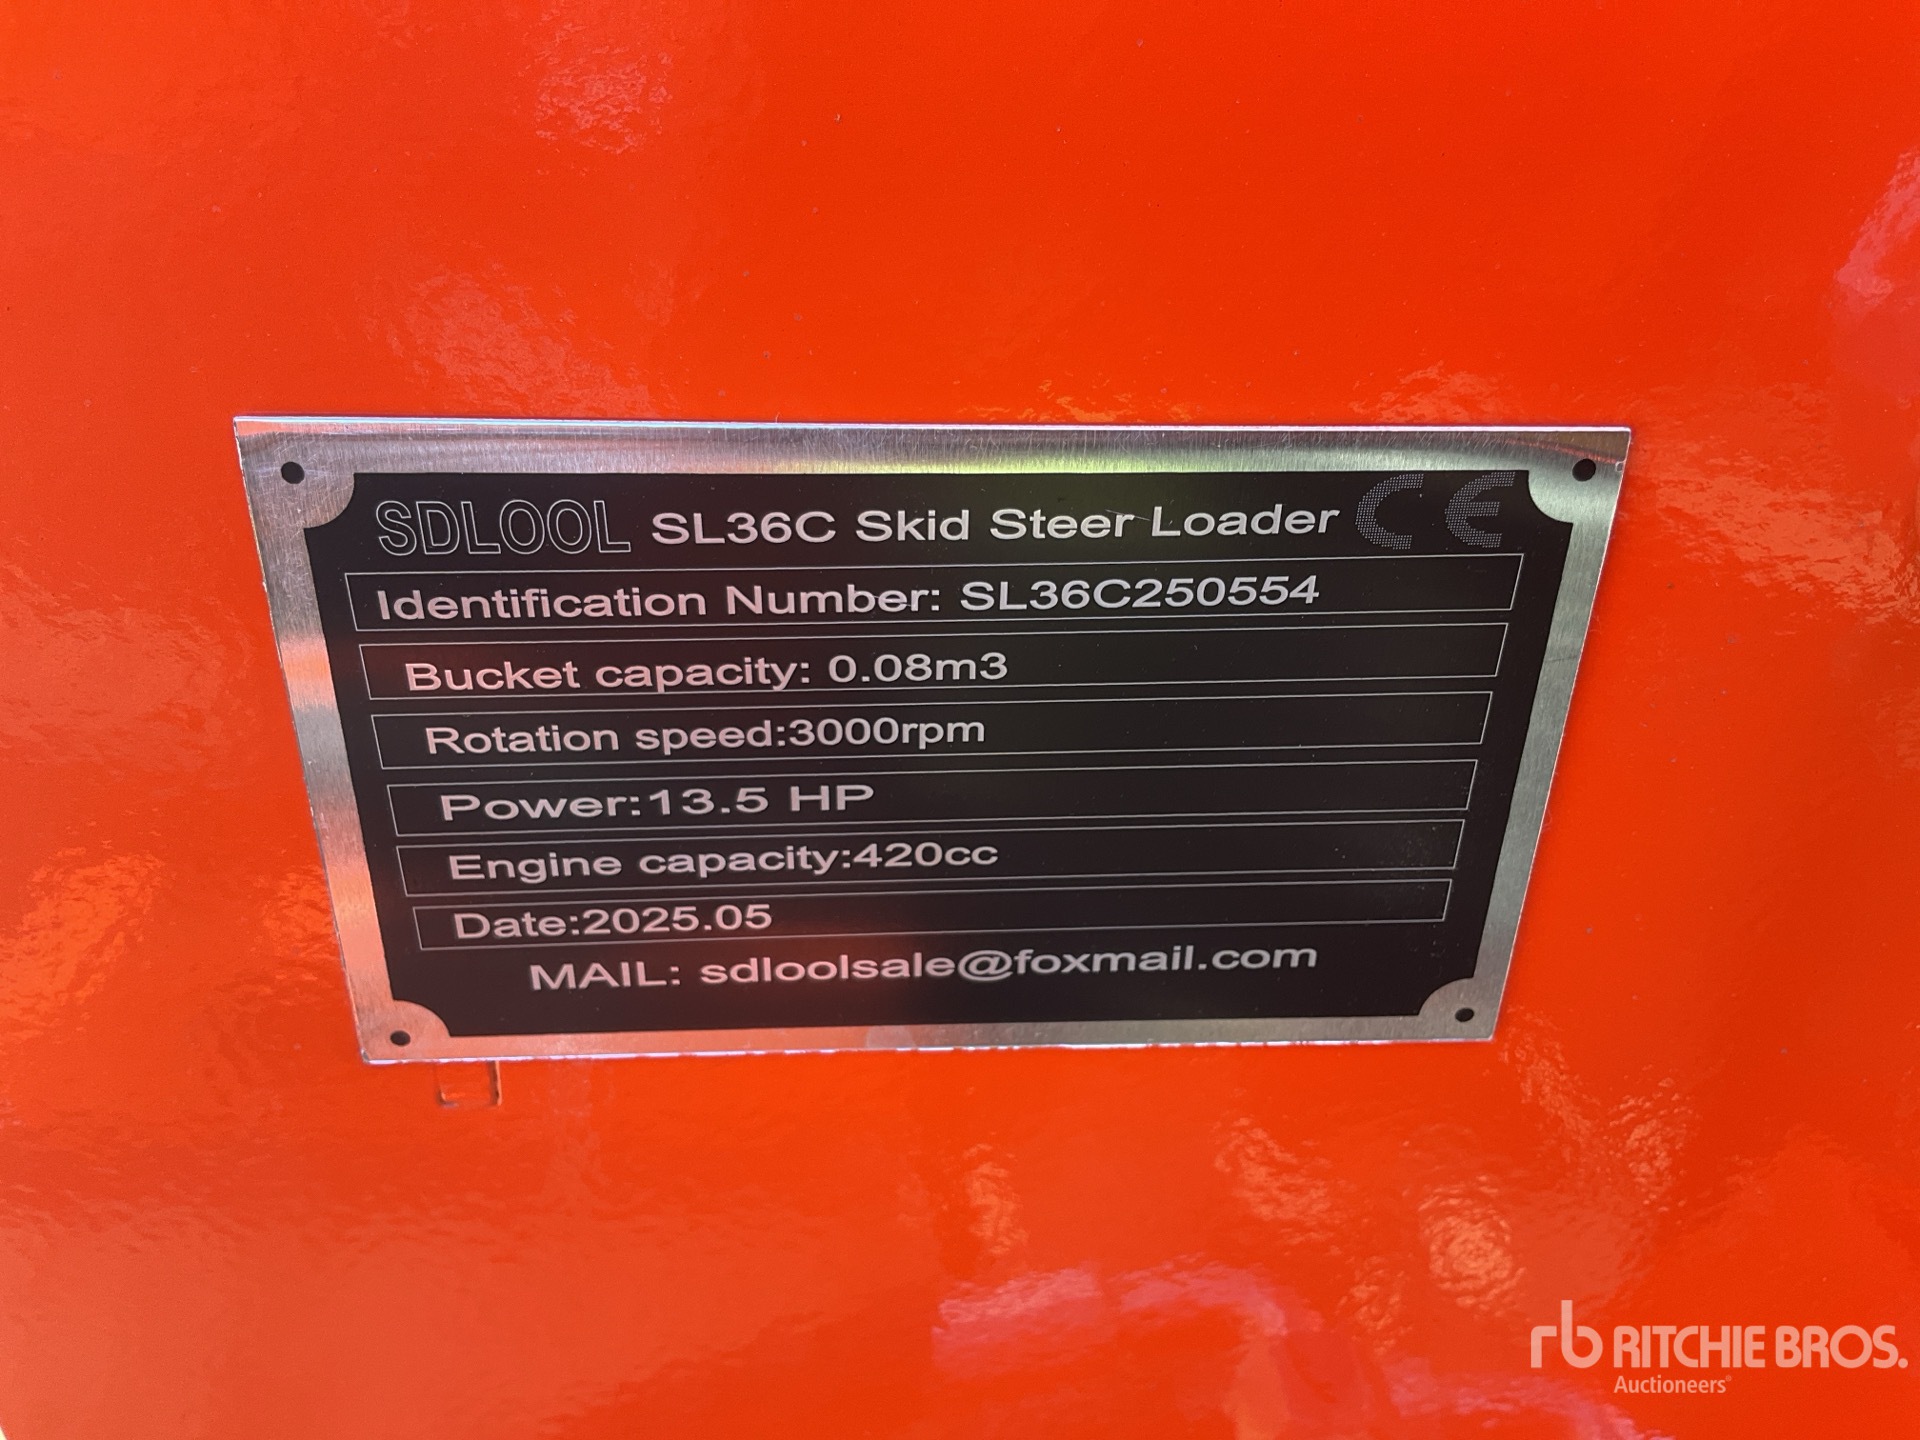 SDLOOL SL36C Skid Steer Loader CE
Identification Number: SL36C250554
Bucket capacity: 0.08m3
Rotation speed:3000rpm
Power:13.5 HP
Engine capacity:420cc
Date:2025.05
MAIL: sdloolsale@foxmail.com
rb RITCHIE BROS.
Auctioneers®